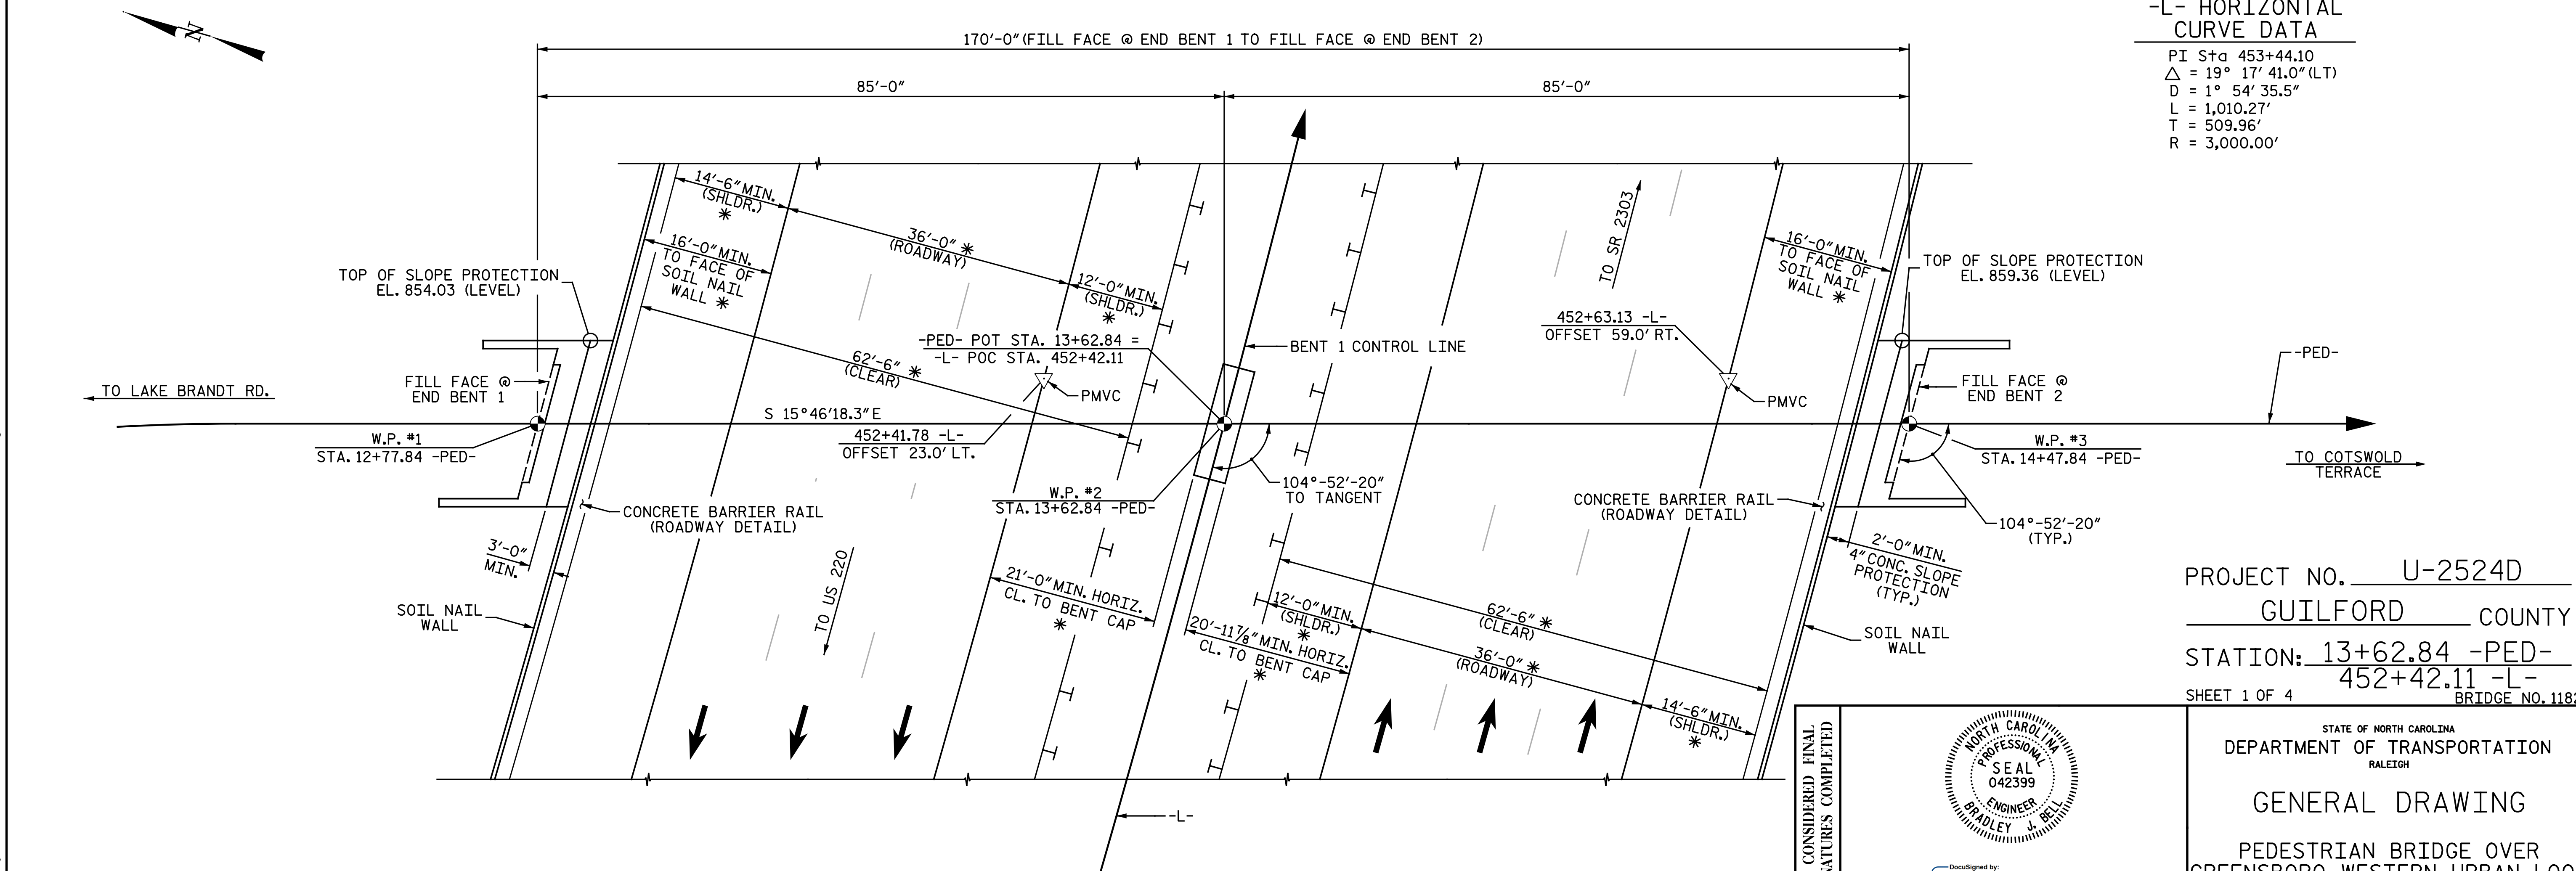 N
170'-0" (FILL FACE @ END BENT 1 TO FILL FACE @ END BENT 2)
85'-0"
85'-0"
-L- HORIZONTAL
CURVE DATA
PI Sta 453+44.10
△ = 19° 17' 41.0" (LT)
D = 1° 54' 35.5"
L = 1,010.27'
T = 509.96'
R = 3,000.00'
14'-6" MIN.
(SHLDR.)
*
36'-0" *
(ROADWAY)
16'-0" MIN.
TO FACE OF
SOIL NAIL
WALL *
12'-0" MIN.
(SHLDR.)
*
62'-6" *
(CLEAR)
TOP OF SLOPE PROTECTION
EL. 854.03 (LEVEL)
-PED- POT STA. 13+62.84 =
-L- POC STA. 452+42.11
BENT 1 CONTROL LINE
PMVC
452+63.13 -L-
OFFSET 59.0' RT.
TO SR 2303
16'-0" MIN.
TO FACE OF
SOIL NAIL
WALL *
TOP OF SLOPE PROTECTION
EL. 859.36 (LEVEL)
PMVC
-PED-
TO LAKE BRANDT RD.
FILL FACE @
END BENT 1
FILL FACE @
END BENT 2
S 15°46'18.3" E
W.P. #1
STA. 12+77.84 -PED-
452+41.78 -L-
OFFSET 23.0' LT.
W.P. #2
STA. 13+62.84 -PED-
104°-52'-20"
TO TANGENT
W.P. #3
STA. 14+47.84 -PED-
TO COTSWOLD
TERRACE
CONCRETE BARRIER RAIL
(ROADWAY DETAIL)
CONCRETE BARRIER RAIL
(ROADWAY DETAIL)
104°-52'-20"
(TYP.)
3'-0"
MIN.
SOIL NAIL
WALL
TO US 220
21'-0" MIN. HORIZ.
CL. TO BENT CAP
*
20'-11⅞" MIN. HORIZ.
CL. TO BENT CAP
*
12'-0" MIN.
(SHLDR.)
*
62'-6" *
(CLEAR)
36'-0" *
(ROADWAY)
14'-6" MIN.
(SHLDR.)
*
2'-0" MIN.
4" CONC. SLOPE
PROTECTION
(TYP.)
SOIL NAIL
WALL
-L-
PROJECT NO. U-2524D
GUILFORD COUNTY
STATION: 13+62.84 -PED-
452+42.11 -L-
SHEET 1 OF 4
BRIDGE NO. 1182
CONSIDERED FINAL
ATURES COMPLETED
NORTH CAROLINA
PROFESSIONAL
SEAL
042399
ENGINEER
BRADLEY J. BELL
DocuSigned by:
STATE OF NORTH CAROLINA
DEPARTMENT OF TRANSPORTATION
RALEIGH
GENERAL DRAWING
PEDESTRIAN BRIDGE OVER
GREENSBORO WESTERN URBAN LOO